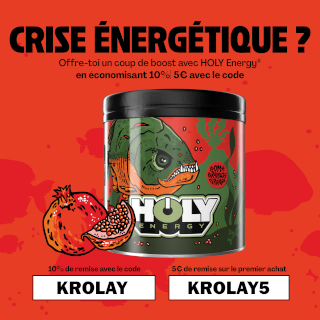 CRISE ÉNERGÉTIQUE ?
Offre-toi un coup de boost avec HOLY Energy®
en economisant 10%| 5€ avec le code
HOLY
ENERGY
10% de remise avec le code
5€ de remise sur le premier achat
KROLAY
KROLAY5